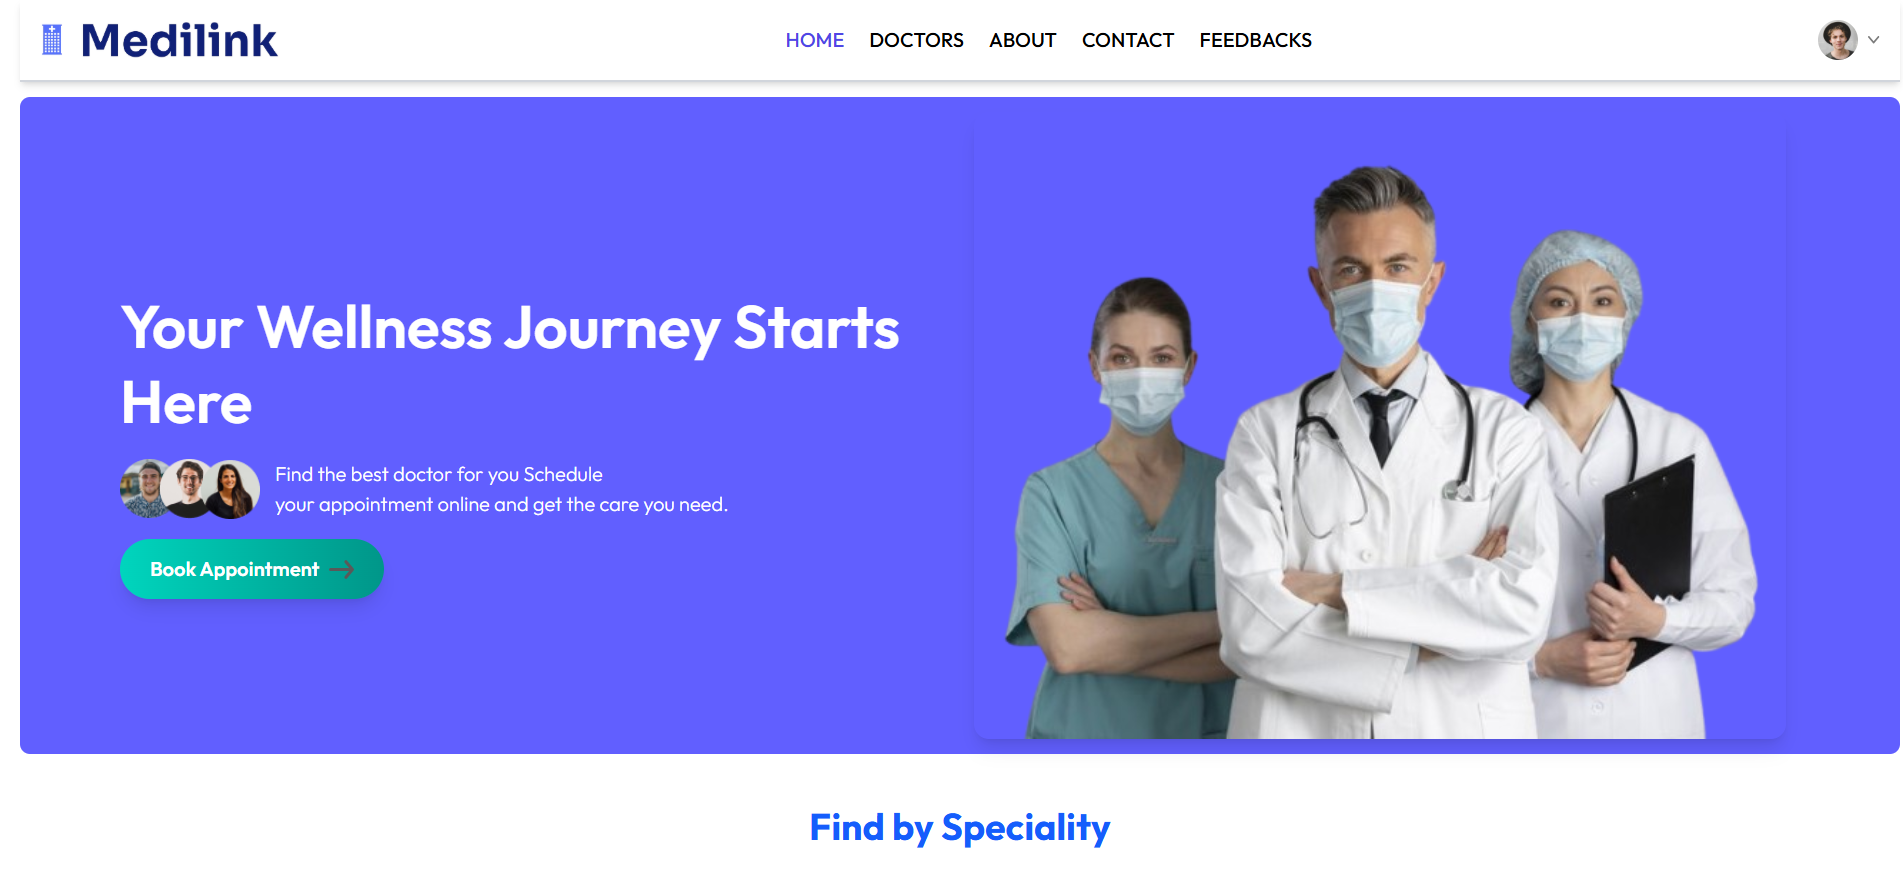 Medilink
HOME DOCTORS ABOUT CONTACT FEEDBACKS
Your Wellness Journey Starts
Here
Find the best doctor for you Schedule
your appointment online and get the care you need.
Book Appointment
Find by Speciality